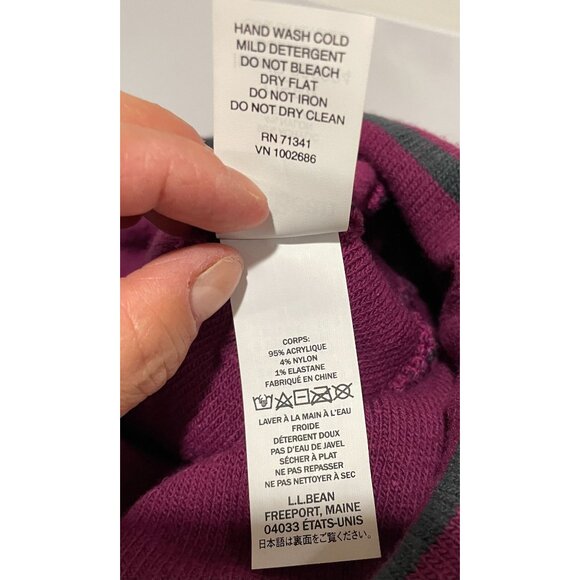 HAND WASH COLD
MILD DETERGENT
DO NOT BLEACH
DRY FLAT
DO NOT IRON
DO NOT DRY CLEAN
RN 71341
VN 1002686
CORPS:
95% ACRYLIQUE
4% NYLON
1% ELASTANE
FABRIQUÉ EN CHINE
LAVER À LA MAIN À L'EAU
FROIDE
DÉTERGENT DOUX
PAS D'EAU DE JAVEL
SÉCHER À PLAT
NE PAS REPASSER
NE PAS NETTOYER À SEC
L.L.BEAN
FREEPORT, MAINE
04033 ÉTATS-UNIS
日本語は裏面をご覧ください。